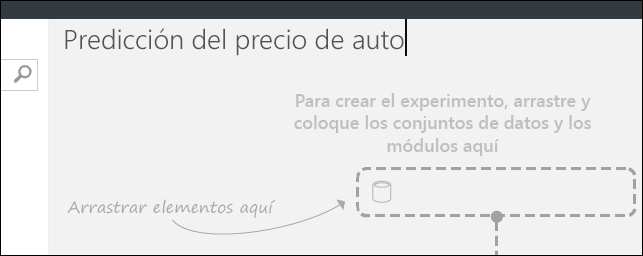 Predicción del precio de auto
Para crear el experimento, arrastre y
coloque los conjuntos de datos y los
módulos aquí
Arrastrar elementos aquí